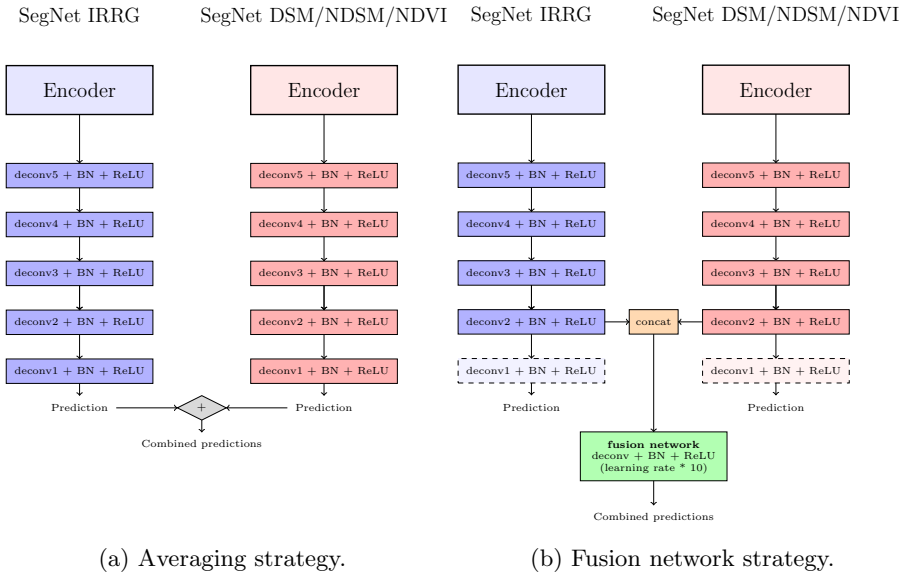 SegNet IRRG
SegNet DSM/NDSM/NDVI
Encoder
Encoder
deconv5 + BN + ReLU
deconv5 + BN + ReLU
deconv4 + BN + ReLU
deconv4 + BN + ReLU
deconv3 + BN + ReLU
deconv3 + BN + ReLU
deconv2 + BN + ReLU
deconv2 + BN + ReLU
deconv1 + BN + ReLU
deconv1 + BN + ReLU
Prediction
+
Prediction
Combined predictions
(a) Averaging strategy.
SegNet IRRG
SegNet DSM/NDSM/NDVI
Encoder
Encoder
deconv5 + BN + ReLU
deconv5 + BN + ReLU
deconv4 + BN + ReLU
deconv4 + BN + ReLU
deconv3 + BN + ReLU
deconv3 + BN + ReLU
deconv2 + BN + ReLU
concat
deconv2 + BN + ReLU
deconv1 + BN + ReLU
deconv1 + BN + ReLU
Prediction
Prediction
fusion network
deconv + BN + ReLU
(learning rate * 10)
Combined predictions
(b) Fusion network strategy.